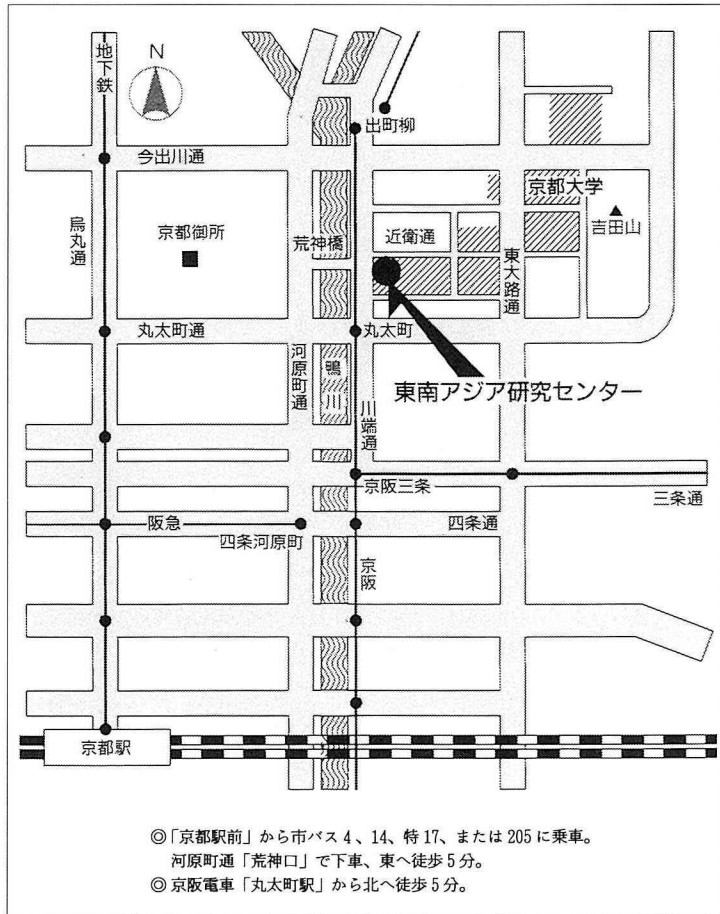 地下鉄
N
出町柳
今出川通
京都大学
吉田山
烏丸通
京都御所
荒神橋
近衛通
東大路通
丸太町通
丸太町
河原町通
鴨川
川端通
東南アジア研究センター
京阪三条
三条通
阪急
四条河原町
四条通
京阪
京都駅
◎「京都駅前」から市バス4、14、特17、または205に乗車。
河原町通「荒神口」で下車、東へ徒歩5分。
◎京阪電車「丸太町駅」から北へ徒歩5分。